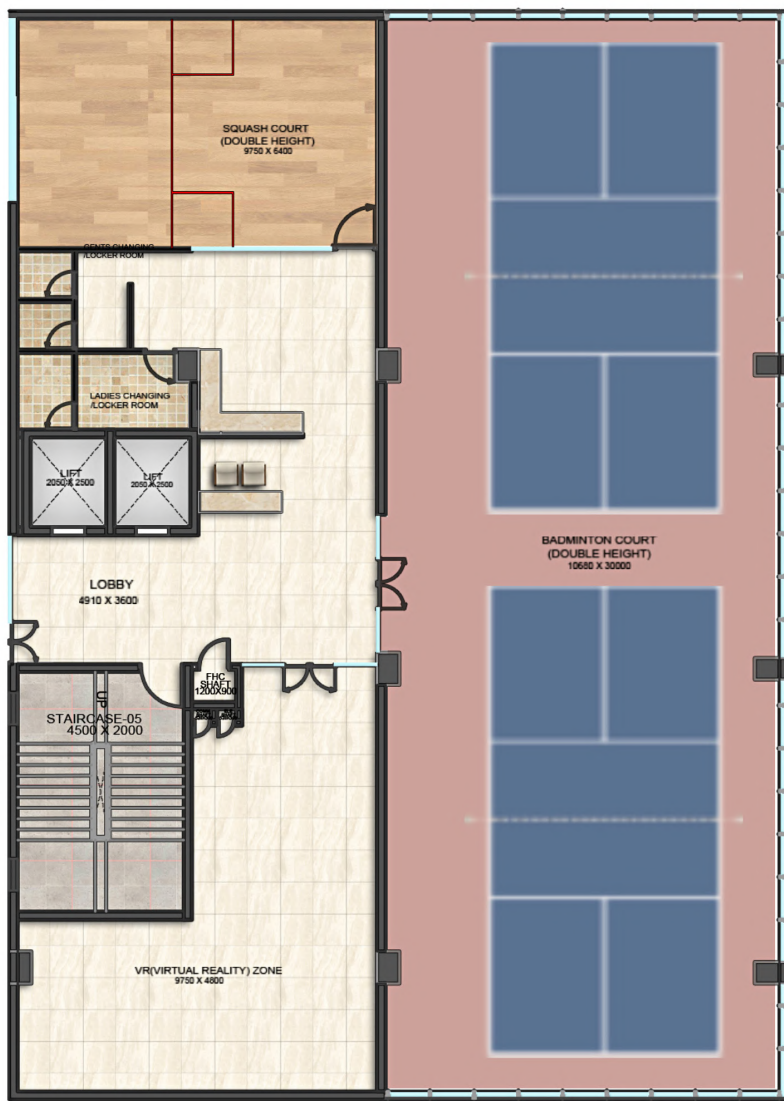 SQUASH COURT
(DOUBLE HEIGHT)
9750 X 6400
GENTS CHANGING
/LOCKER ROOM
LADIES CHANGING
/LOCKER ROOM
LIFT
2050 X 2500
LIFT
2050 X 2500
BADMINTON COURT
(DOUBLE HEIGHT)
10680 X 30000
LOBBY
4910 X 3600
FHC
SHAFT
1200X900
UP
STAIRCASE-05
4500 X 2000
VR(VIRTUAL REALITY) ZONE
9750 X 4800